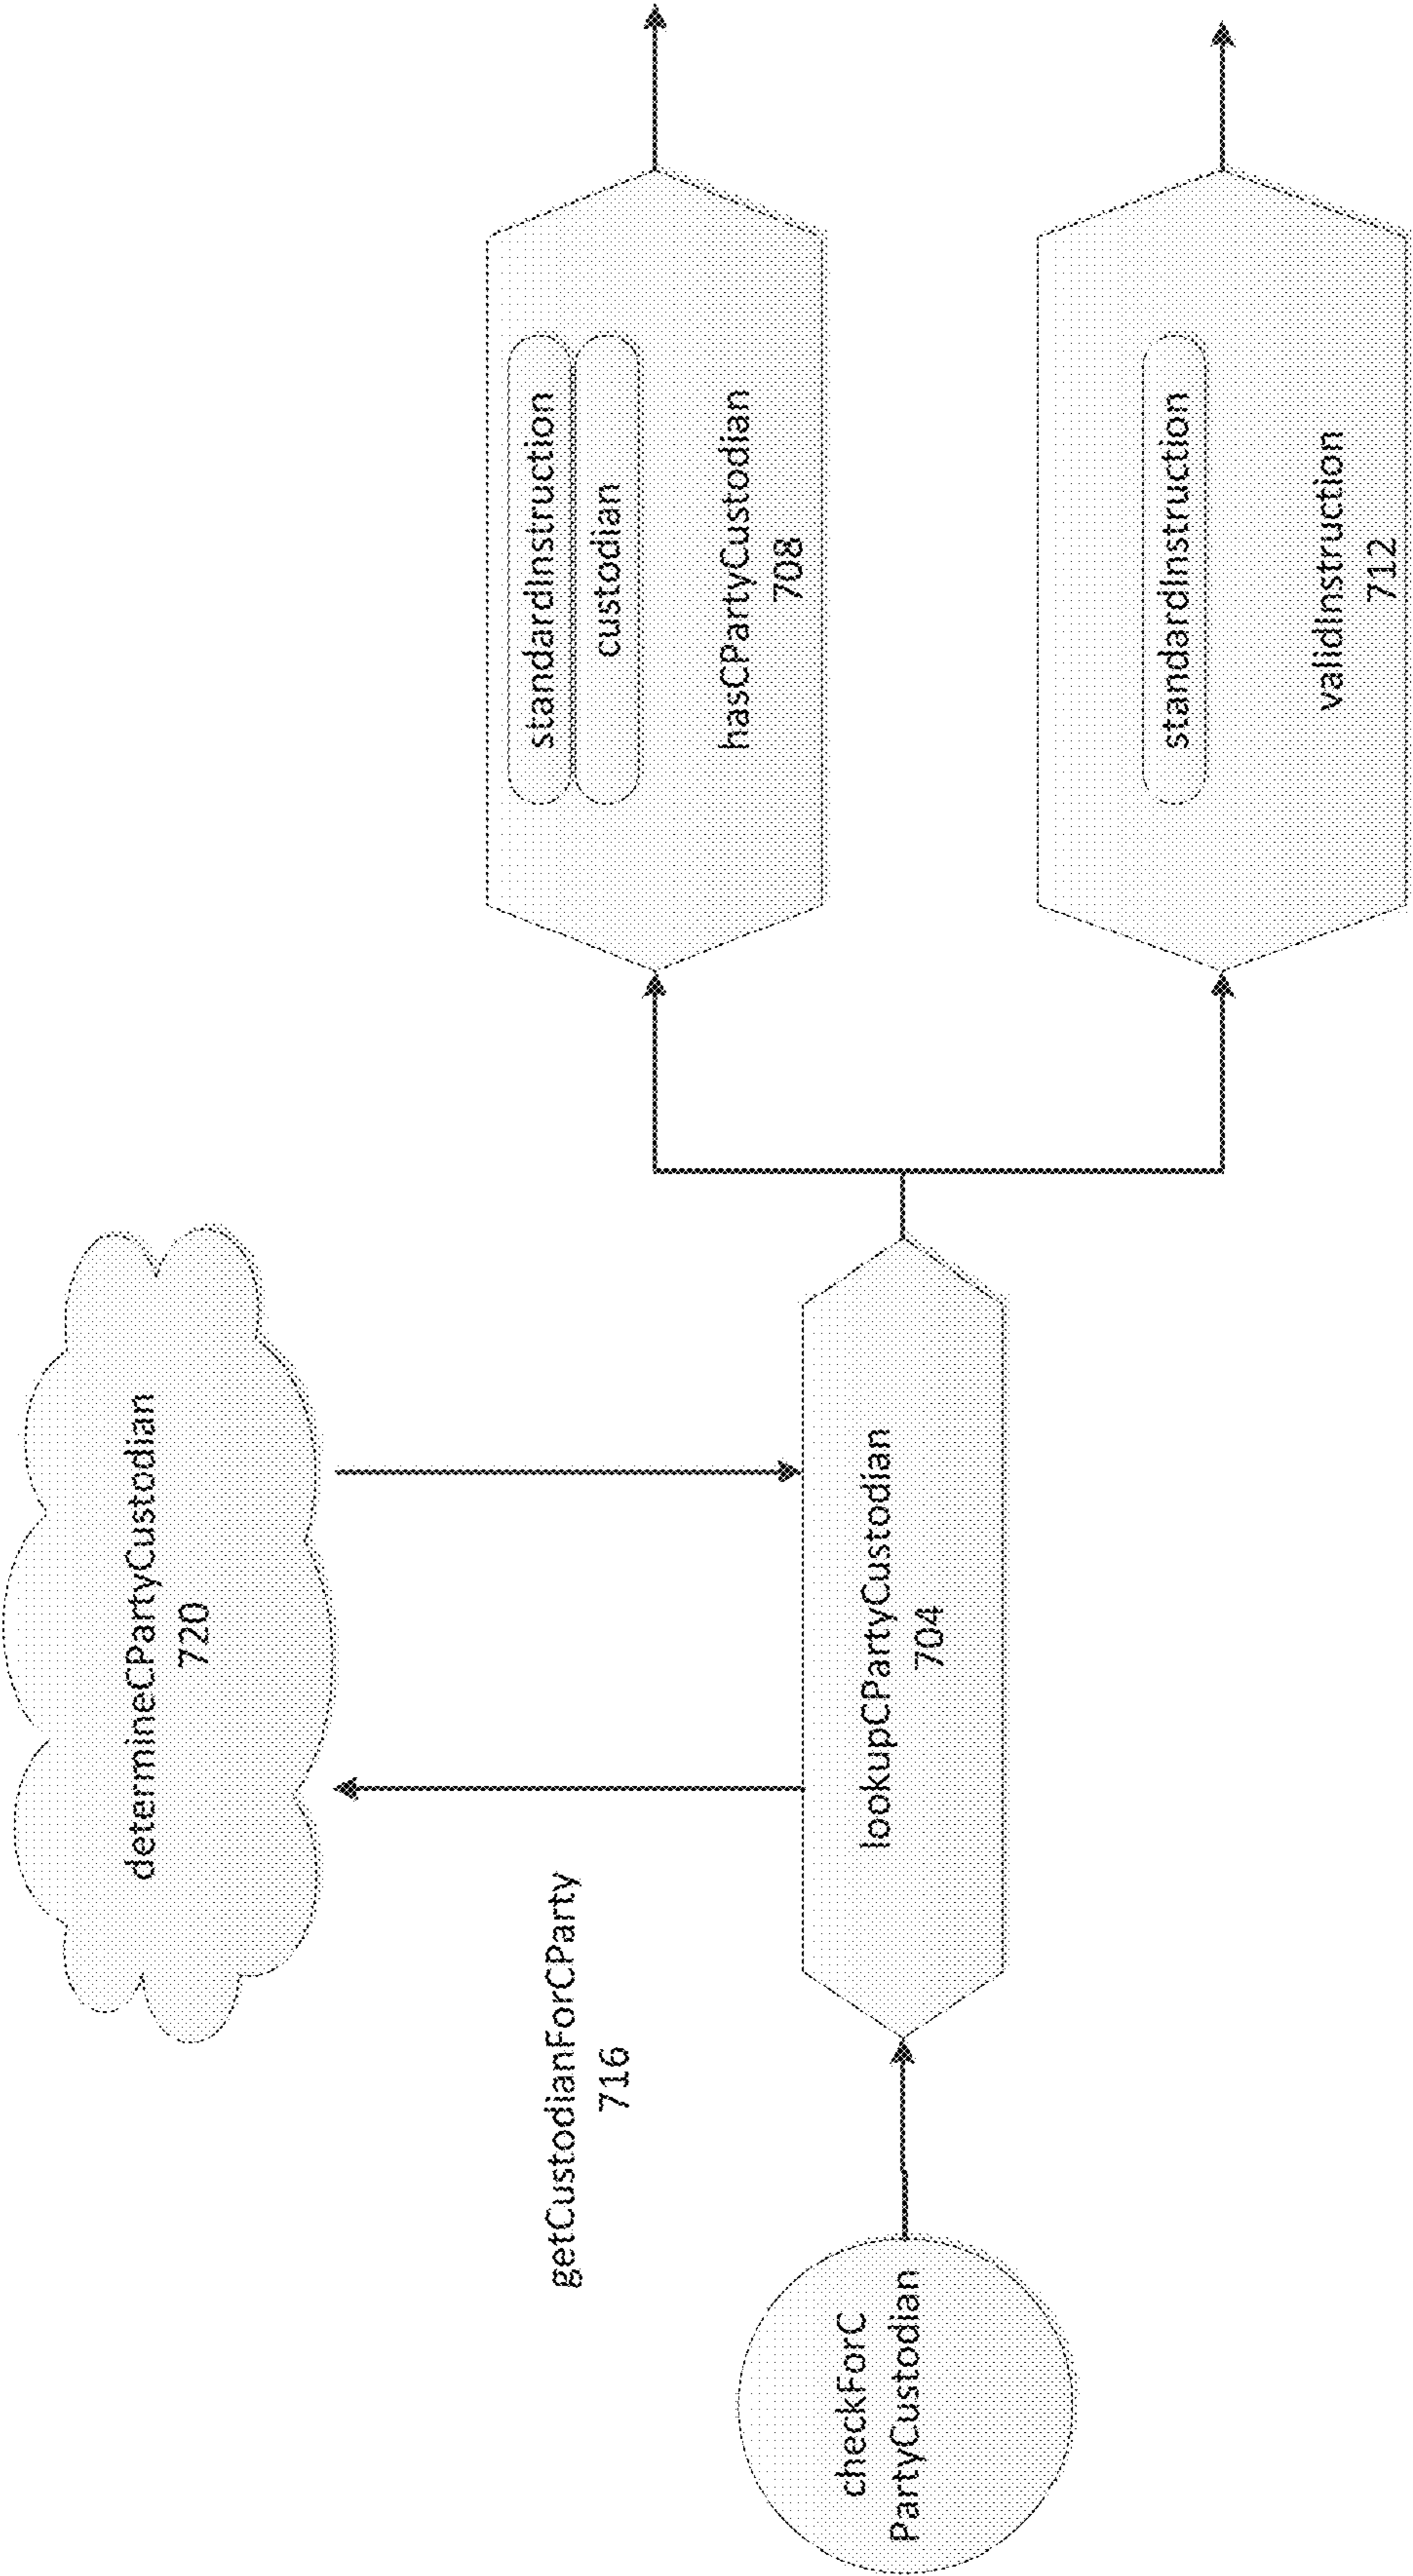 determineCPartyCustodian
720
getCustodianForCParty
716
checkForC
PartyCustodian
lookupCPartyCustodian
704
standardInstruction
custodian
hasCPartyCustodian
708
standardInstruction
validInstruction
712